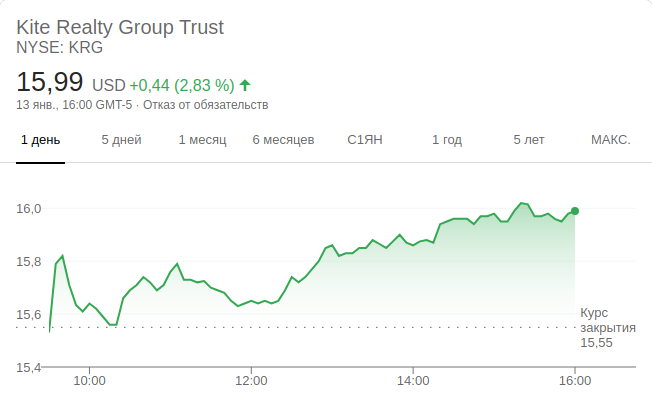 Kite Realty Group Trust
NYSE: KRG
15,99 USD +0,44 (2,83 %)
13 янв., 16:00 GMT-5 · Отказ от обязательств
1 день 5 дней 1 месяц 6 месяцев С1ЯН 1 год 5 лет МАКС.
16,0
15,8
15,6
Курс
закрытия
15,55
15,4
10:00 12:00 14:00 16:00